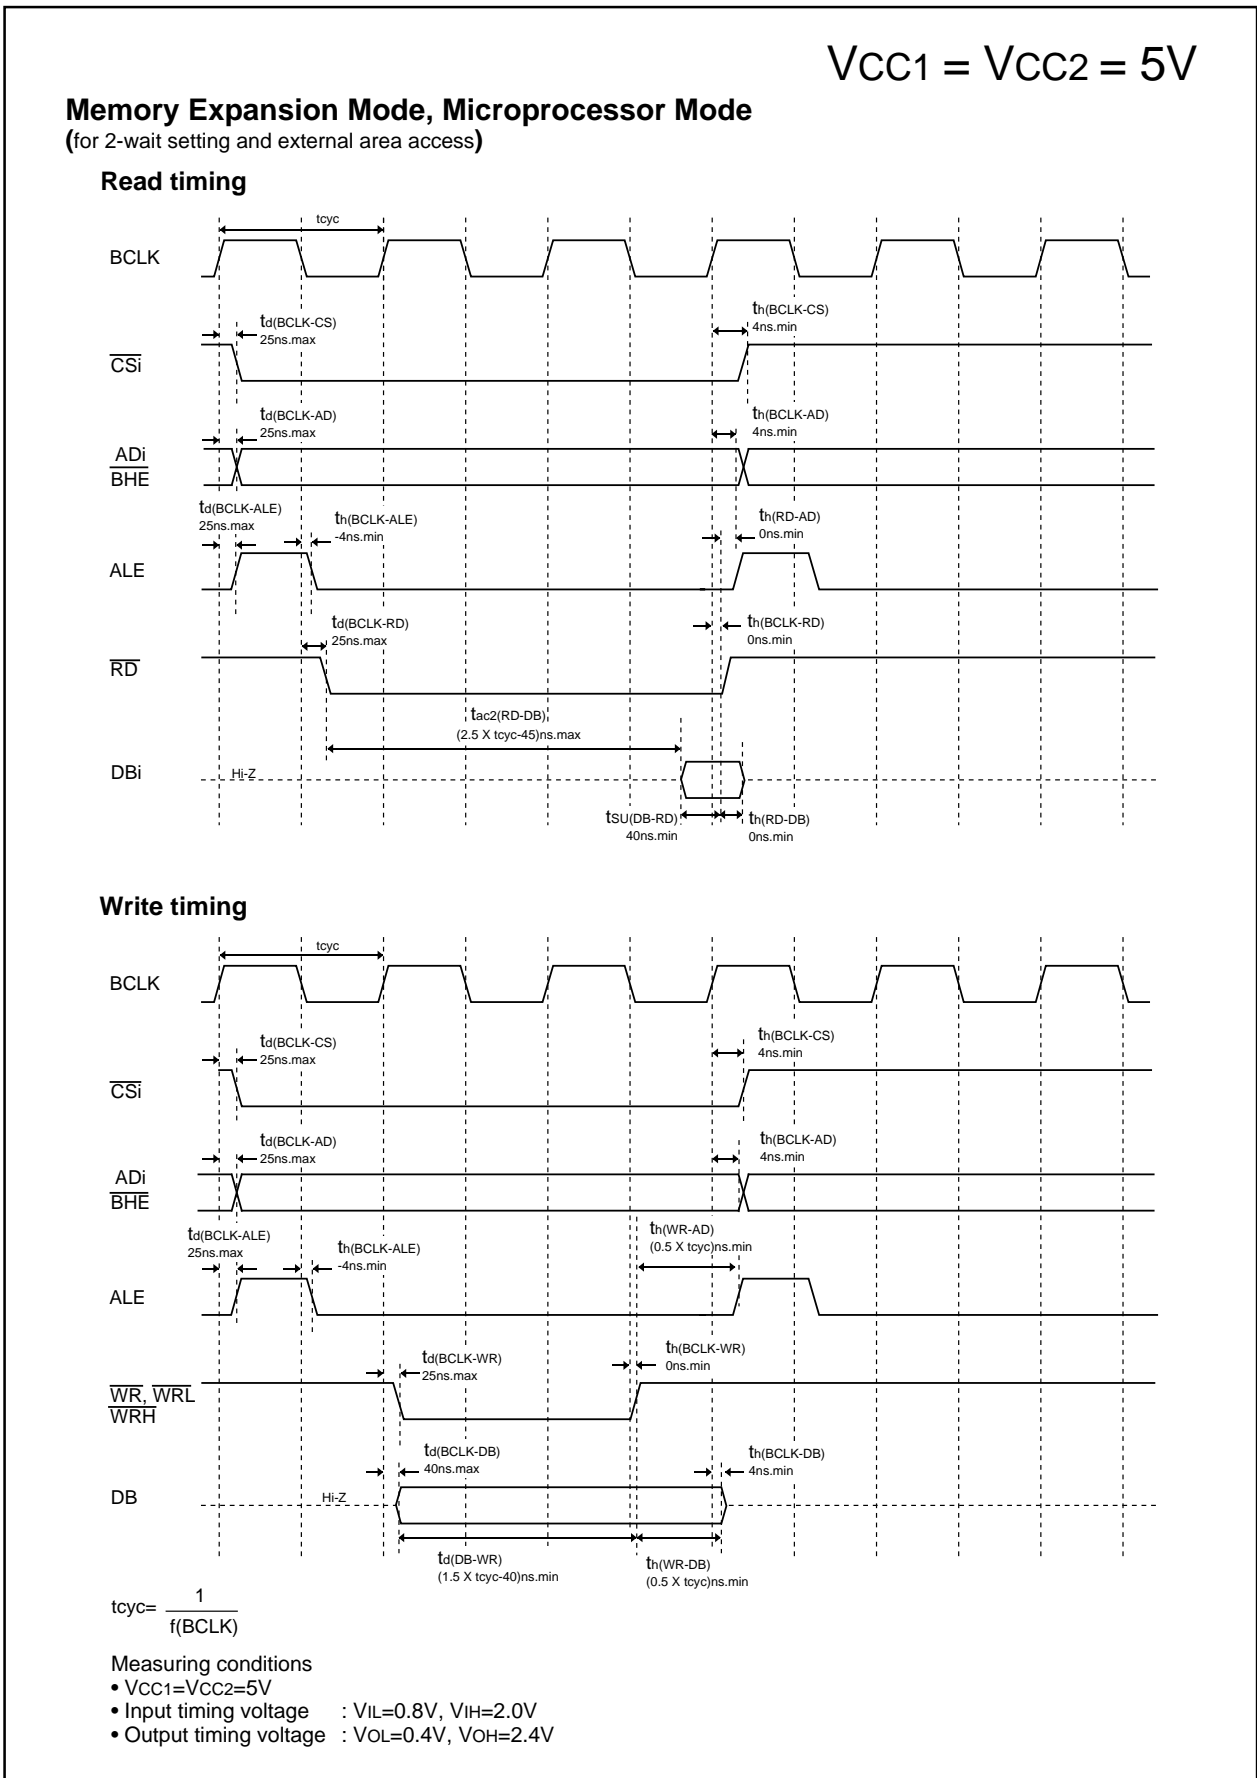 VCC1 = VCC2 = 5V
Memory Expansion Mode, Microprocessor Mode
(for 2-wait setting and external area access)
Read timing
tcyc
BCLK
td(BCLK-CS)
25ns.max
th(BCLK-CS)
4ns.min
CSi
td(BCLK-AD)
25ns.max
th(BCLK-AD)
4ns.min
ADi
BHE
td(BCLK-ALE)
25ns.max
th(BCLK-ALE)
-4ns.min
th(RD-AD)
0ns.min
ALE
td(BCLK-RD)
25ns.max
th(BCLK-RD)
0ns.min
RD
tac2(RD-DB)
(2.5 X tcyc-45)ns.max
DBi
Hi-Z
tSU(DB-RD)
40ns.min
th(RD-DB)
0ns.min
Write timing
tcyc
BCLK
td(BCLK-CS)
25ns.max
th(BCLK-CS)
4ns.min
CSi
td(BCLK-AD)
25ns.max
th(BCLK-AD)
4ns.min
ADi
BHE
td(BCLK-ALE)
25ns.max
th(BCLK-ALE)
-4ns.min
th(WR-AD)
(0.5 X tcyc)ns.min
ALE
td(BCLK-WR)
25ns.max
th(BCLK-WR)
0ns.min
WR, WRL
WRH
td(BCLK-DB)
40ns.max
th(BCLK-DB)
4ns.min
DB
Hi-Z
td(DB-WR)
(1.5 X tcyc-40)ns.min
th(WR-DB)
(0.5 X tcyc)ns.min
tcyc= 1
f(BCLK)
Measuring conditions
• VCC1=VCC2=5V
• Input timing voltage : VIL=0.8V, VIH=2.0V
• Output timing voltage : VOL=0.4V, VOH=2.4V